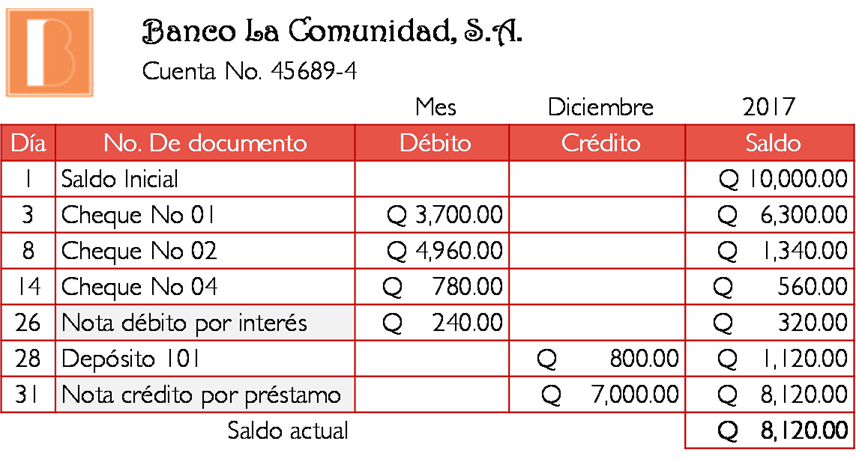 Banco La Comunidad, S.A.
Cuenta No. 45689-4
Mes Diciembre 2017
Día No. De documento Débito Crédito Saldo
1 Saldo Inicial Q 10,000.00
3 Cheque No 01 Q 3,700.00 Q 6,300.00
8 Cheque No 02 Q 4,960.00 Q 1,340.00
14 Cheque No 04 Q 780.00 Q 560.00
26 Nota débito por interés Q 240.00 Q 320.00
28 Depósito 101 Q 800.00 Q 1,120.00
31 Nota crédito por préstamo Q 7,000.00 Q 8,120.00
Saldo actual Q 8,120.00